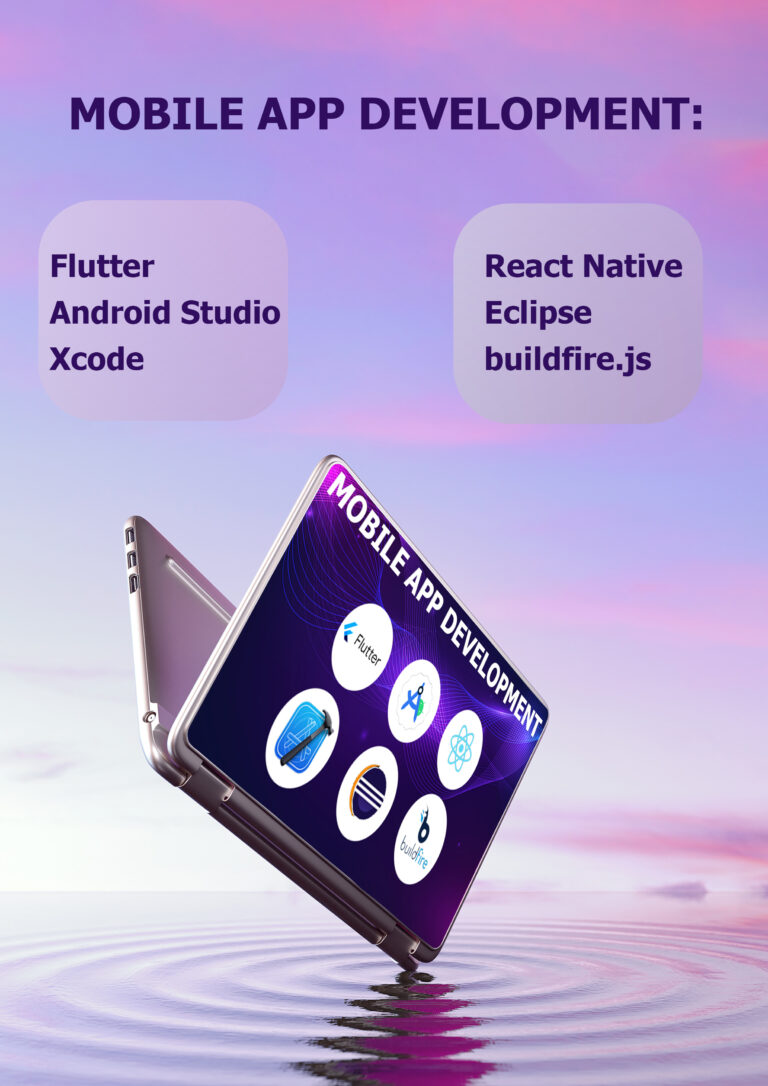 MOBILE APP DEVELOPMENT:
Flutter
Android Studio
Xcode
React Native
Eclipse
buildfire.js
MOBILE APP DEVELOPMENT
Flutter
buildfire